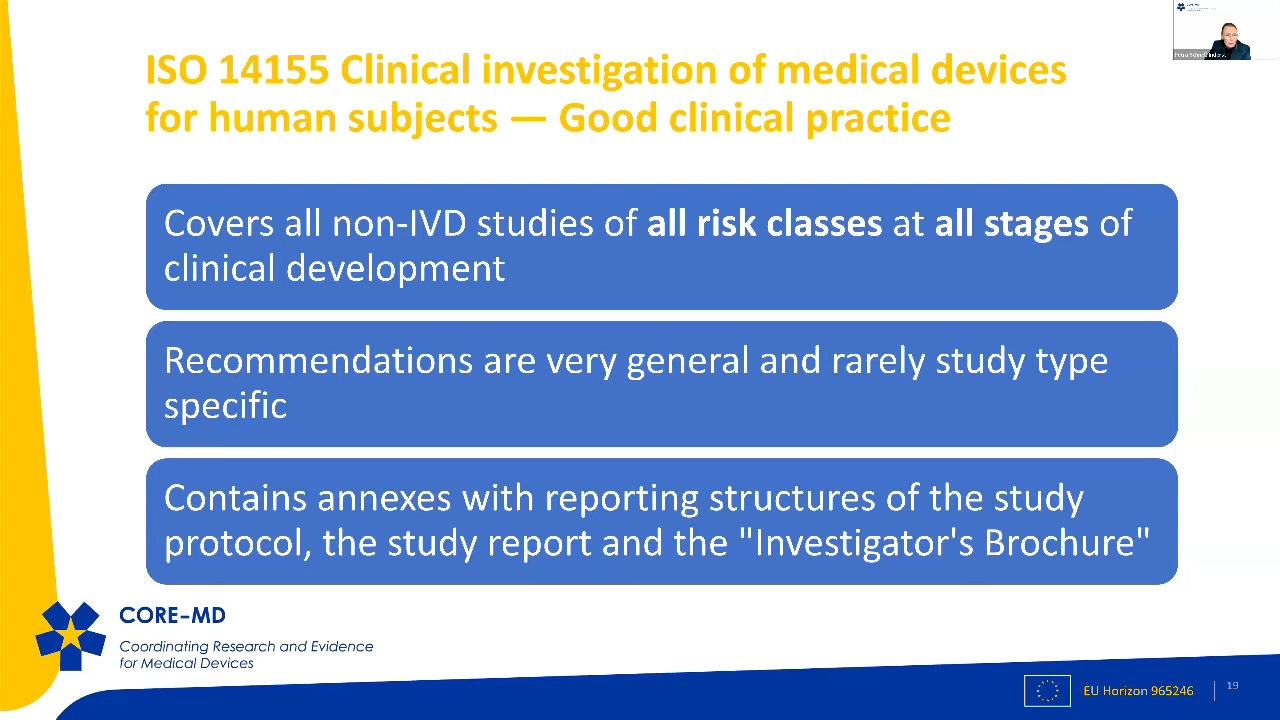 ISO 14155 Clinical investigation of medical devices
for human subjects — Good clinical practice
Covers all non-IVD studies of all risk classes at all stages of
clinical development
Recommendations are very general and rarely study type
specific
Contains annexes with reporting structures of the study
protocol, the study report and the "Investigator's Brochure"
CORE-MD
Coordinating Research and Evidence
for Medical Devices
EU Horizon 965246
19